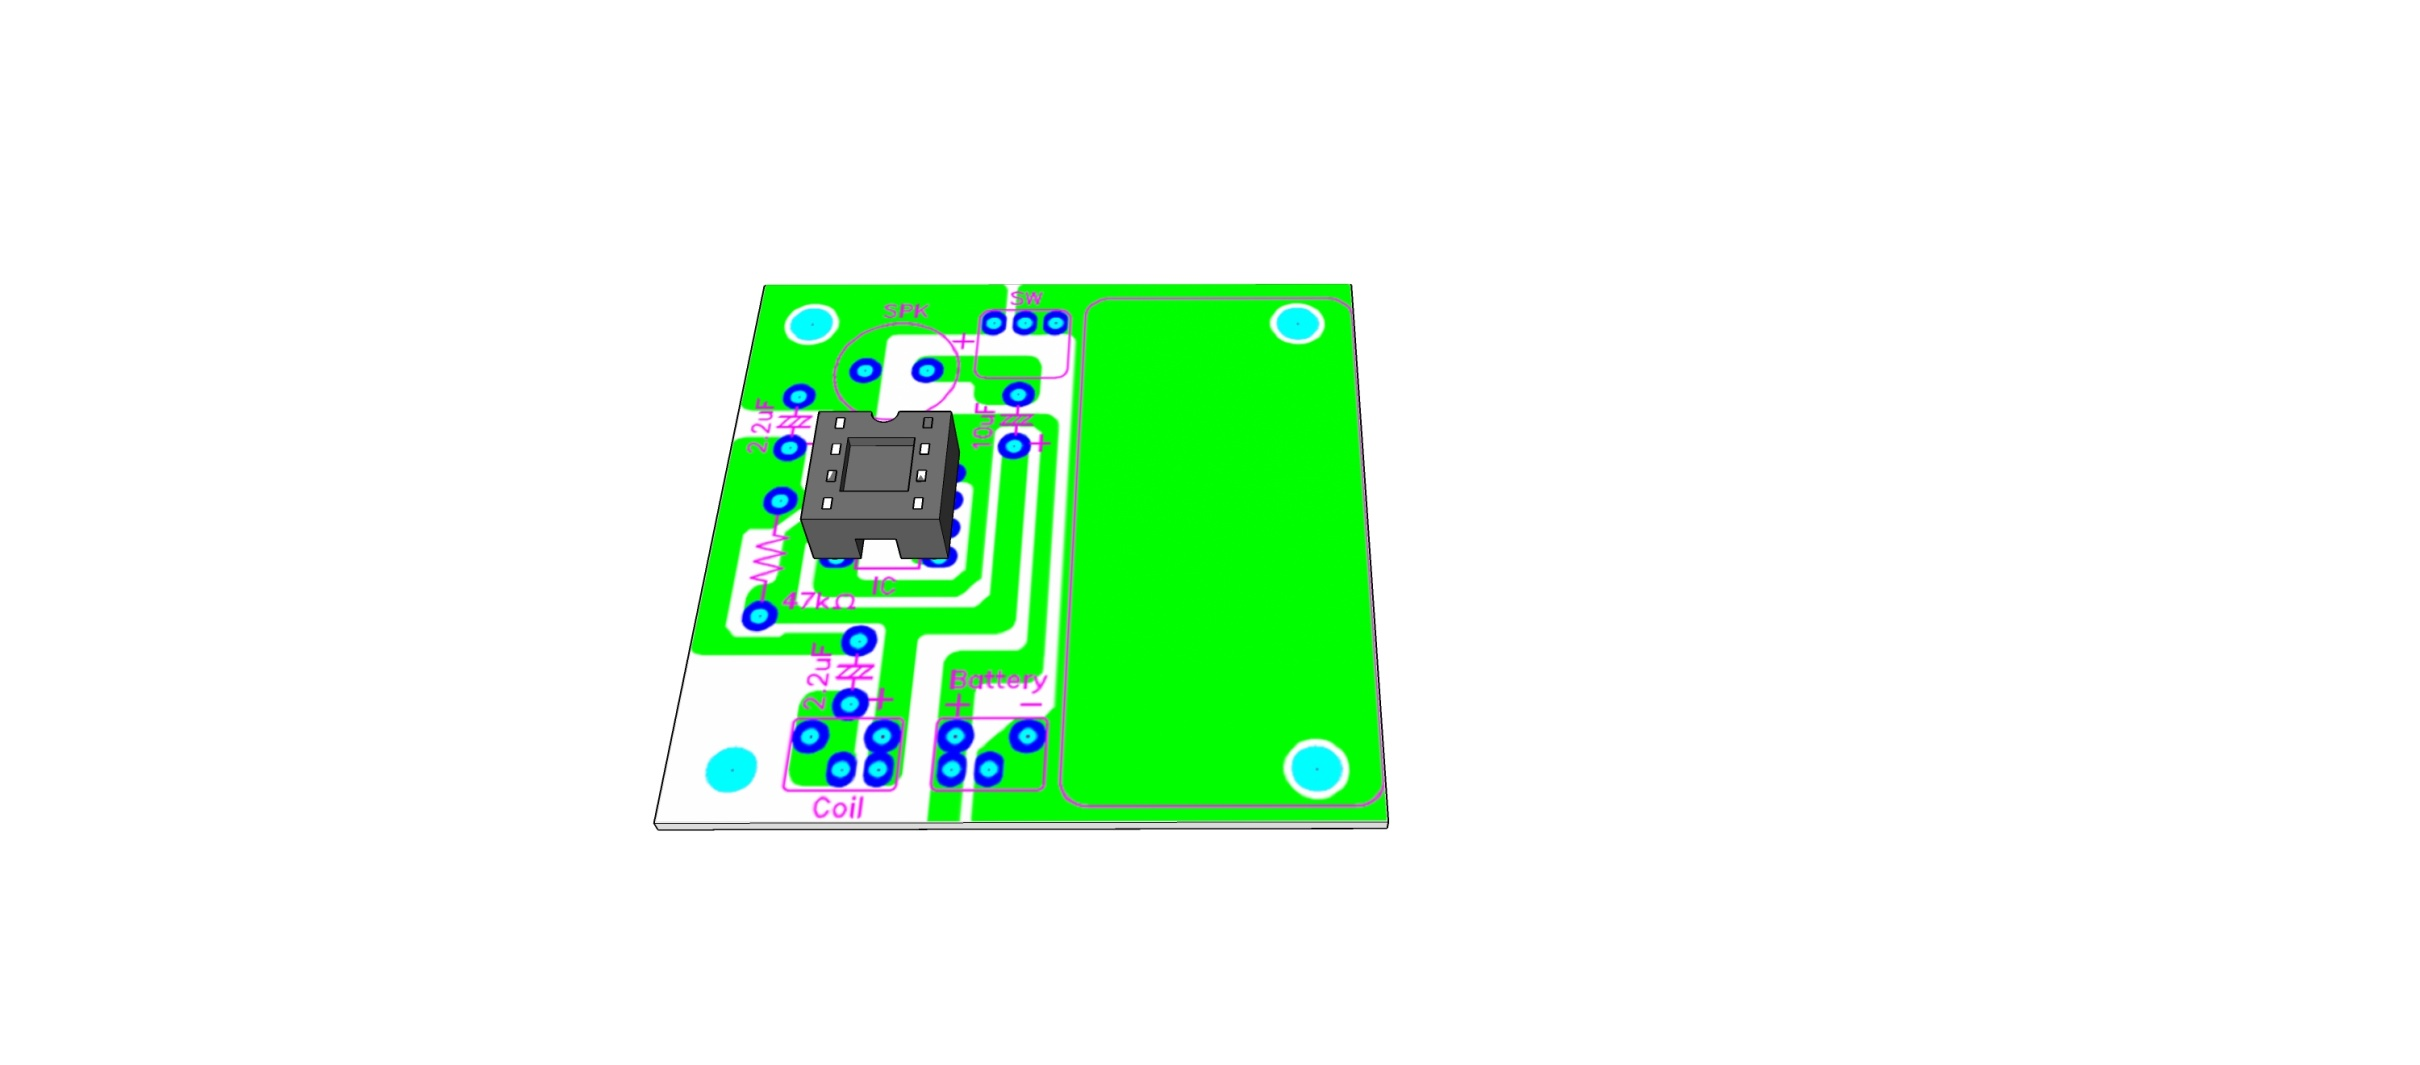 SPK
SW
+
2.2uF
10uF
+
IC
47kΩ
2.2uF
+
Battery
+ −
Coil